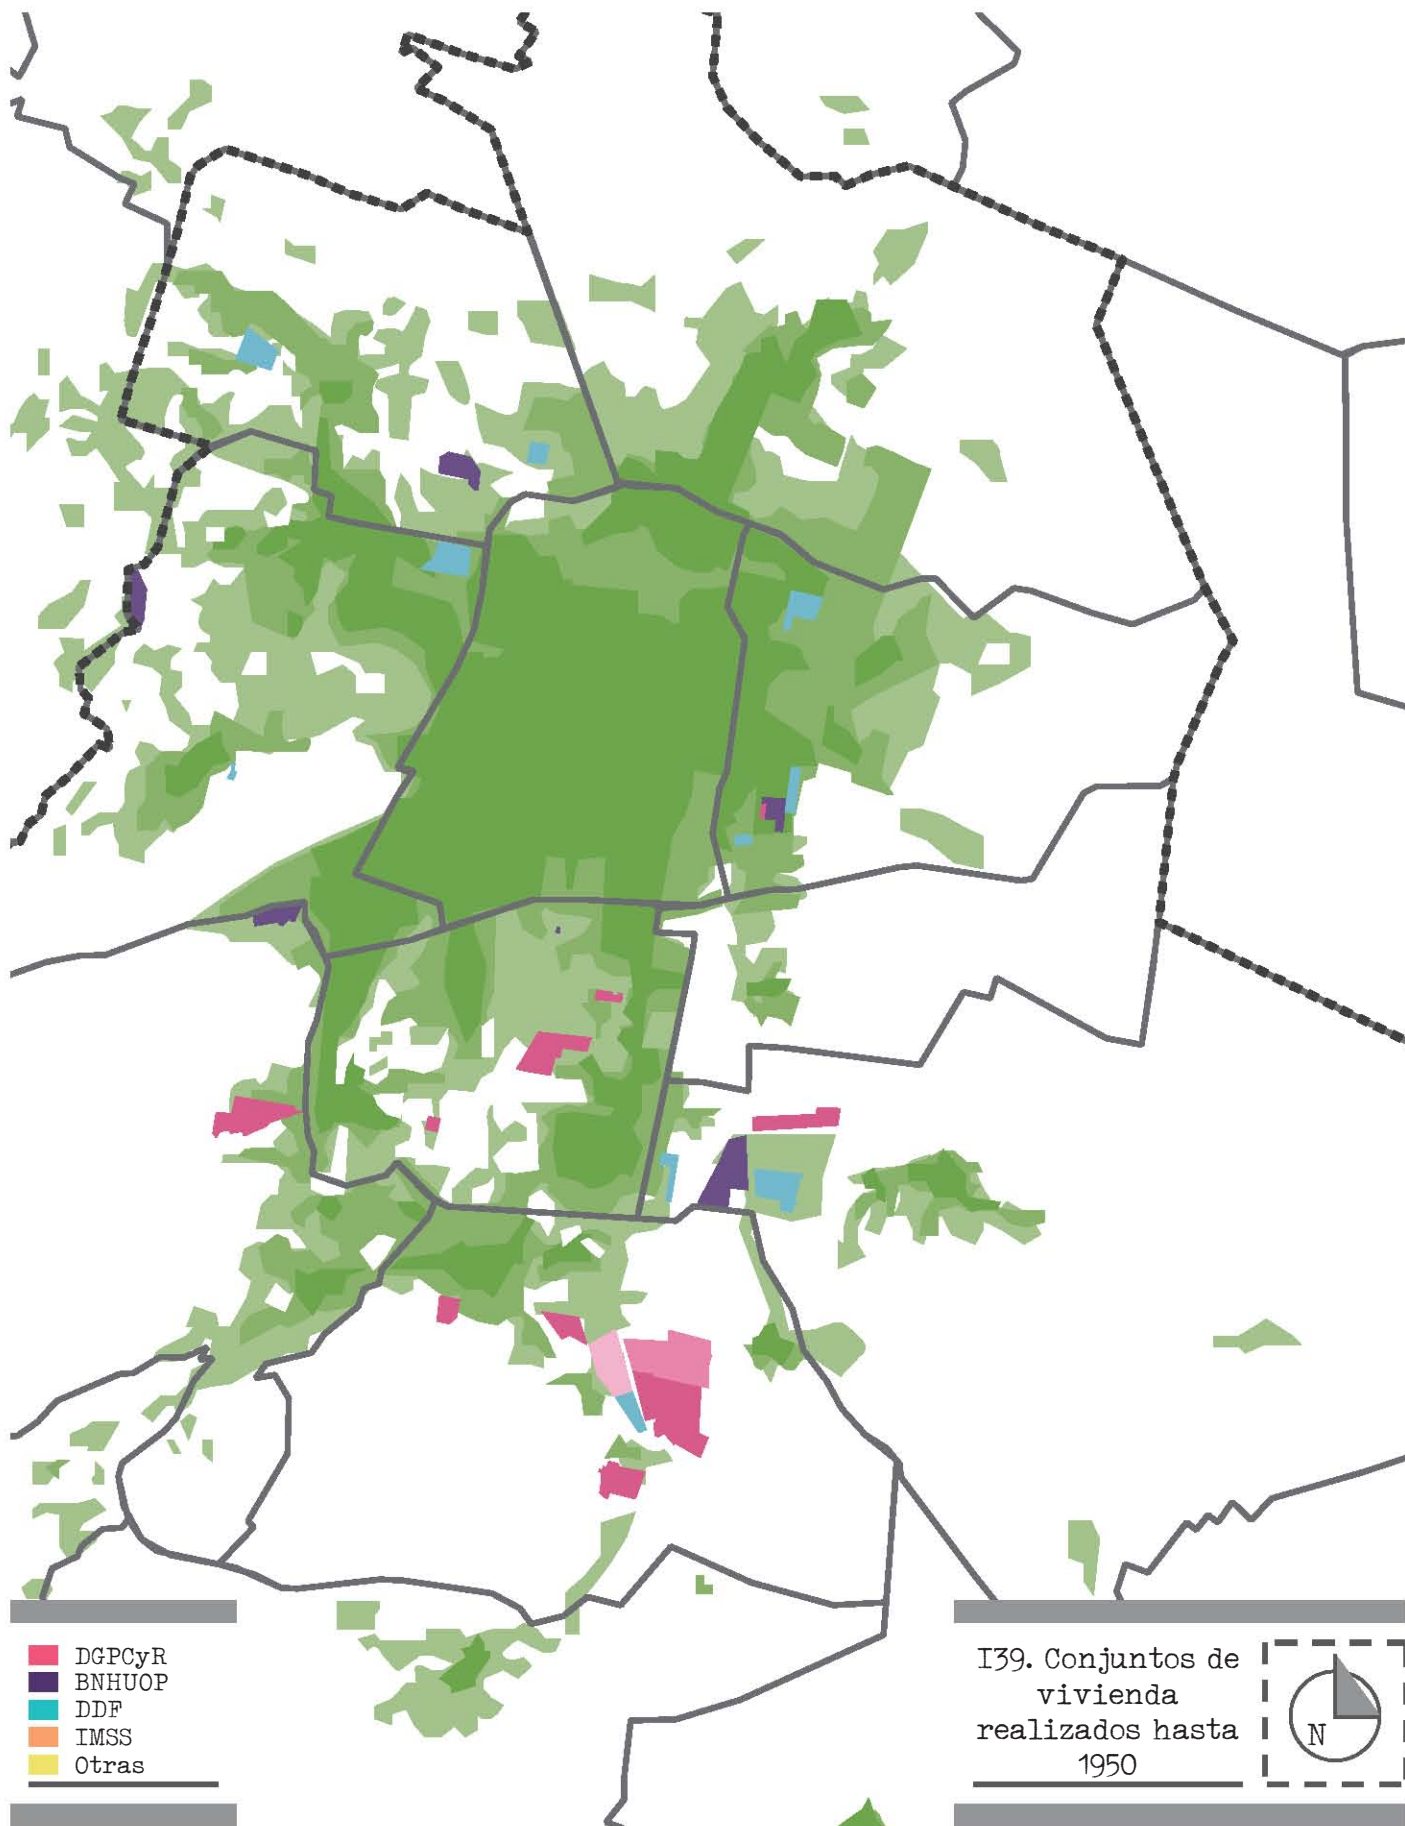 DGPCyR
BNHUOP
DDF
IMSS
Otras
I39. Conjuntos de
vivienda
realizados hasta
1950
N